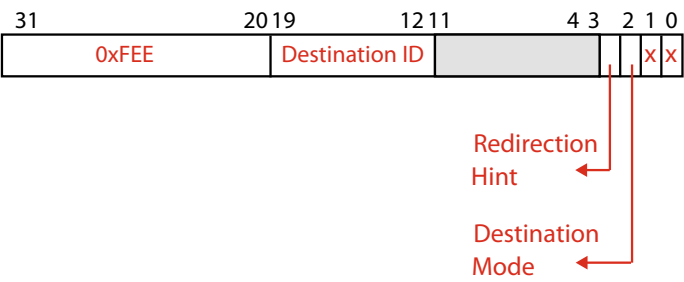 31 20 19 12 11 4 3 2 1 0
0xFEE Destination ID x x
Redirection
Hint
Destination
Mode